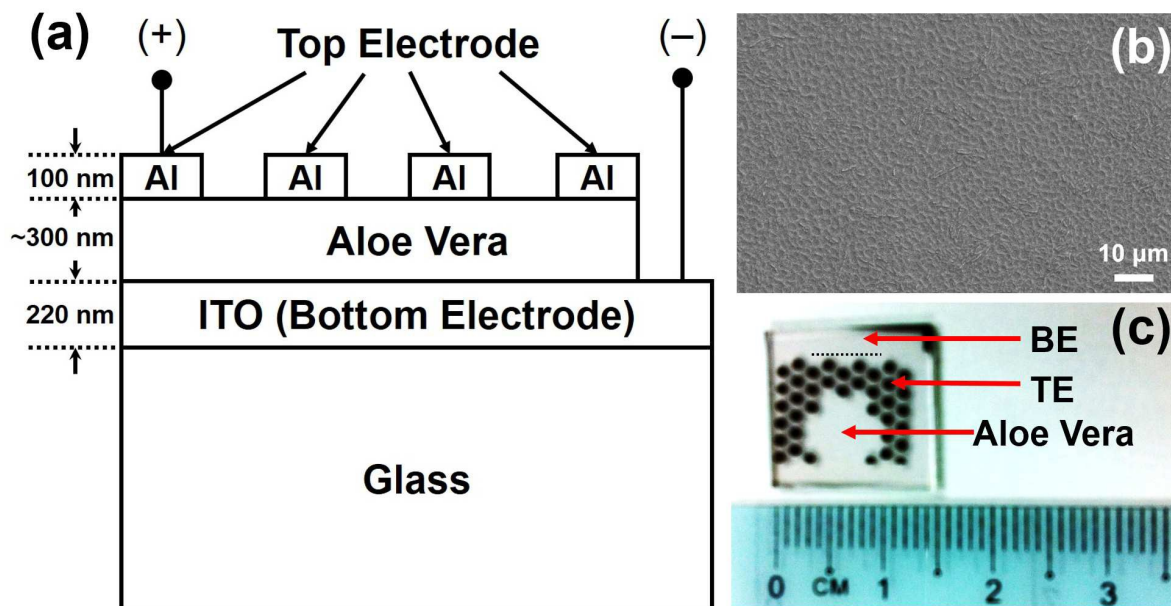 (a)
(+)
Top Electrode
(–)
100 nm
Al
Al
Al
Al
~300 nm
Aloe Vera
220 nm
ITO (Bottom Electrode)
Glass
(b)
10 µm
(c)
BE
TE
Aloe Vera
0 CM 1 2 3